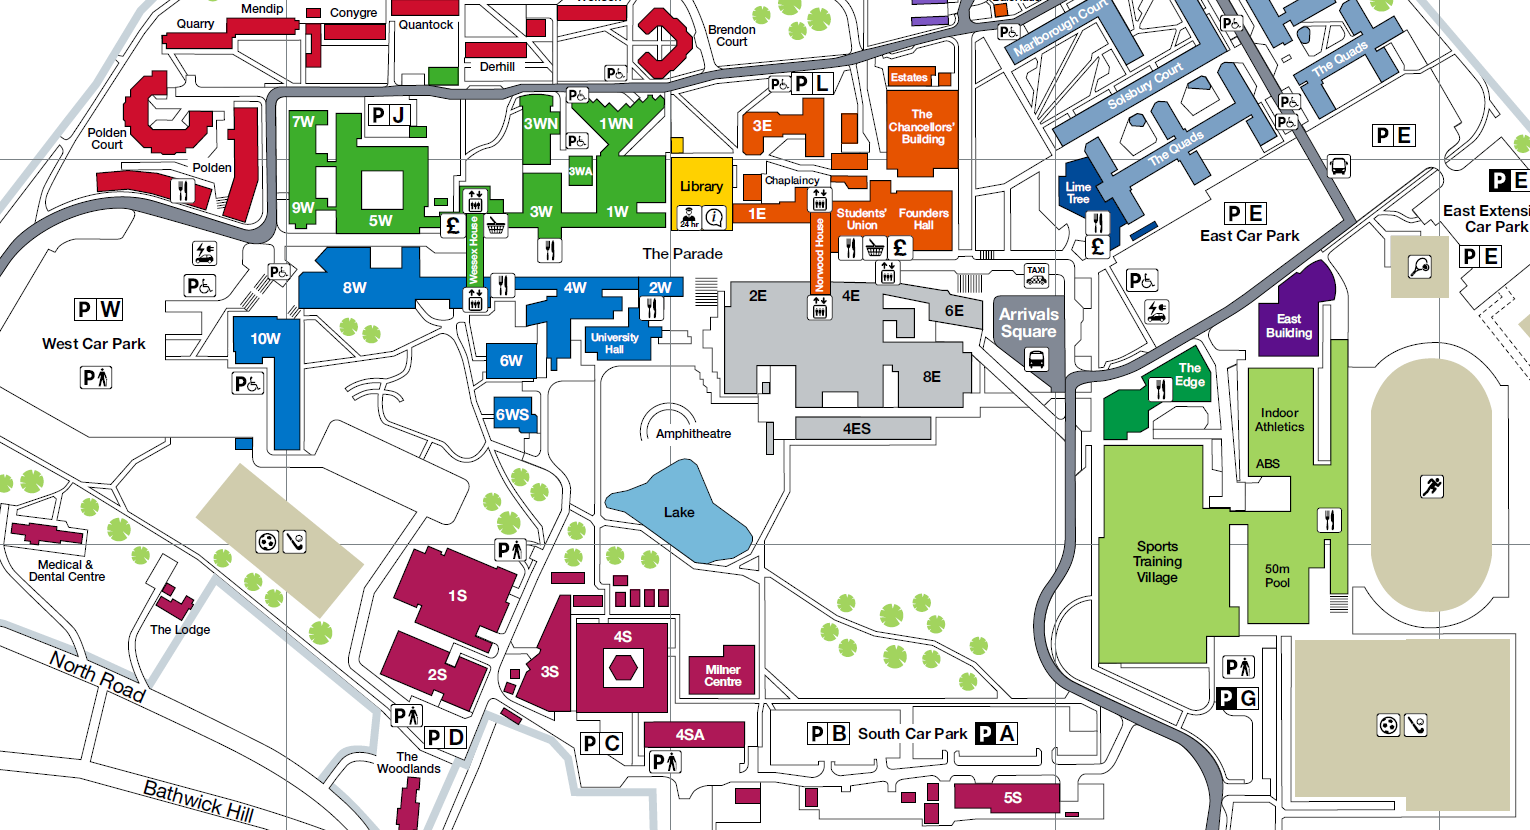 Mendip
Conygre
Quarry
Quantock
Derhill
Brendon
Court
Marlborough Court
The Quads
Solsbury Court
The Quads
Estates
The
Chancellors'
Building
P L
P J
7W
3WN
1WN
3E
Polden
Court
Polden
P E
P E
3WA
Library
Chaplaincy
Lime
Tree
9W
5W
3W
1W
24 hr
i
1E
Students'
Union
Founders
Hall
P E
East Car Park
East Extensi
Car Park
P E
£
Wessex House
Norwood House
£
£
The Parade
TAXI
8W
4W
2W
2E
4E
6E
Arrivals
Square
P W
West Car Park
10W
University
Hall
6W
8E
East
Building
The
Edge
P
P
6WS
4ES
Amphitheatre
Indoor
Athletics
ABS
Lake
Medical &
Dental Centre
P
Sports
Training
Village
50m
Pool
1S
The Lodge
4S
North Road
2S
3S
Milner
Centre
P
P G
P
P D
P C
4SA
P
P B
South Car Park
P A
The
Woodlands
Bathwick Hill
5S